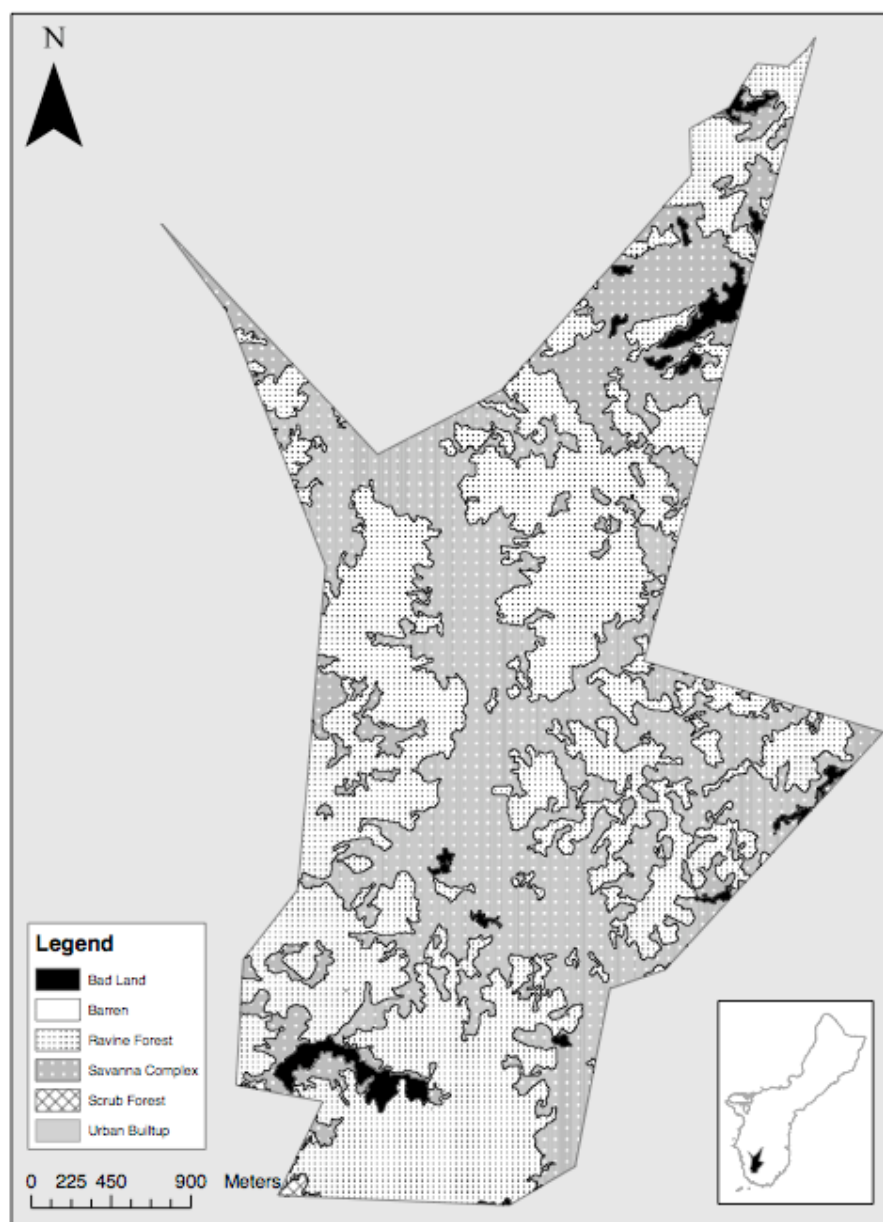 N
Legend
Bad Land
Barren
Ravine Forest
Savanna Complex
Scrub Forest
Urban Builtup
0 225 450 900 Meters